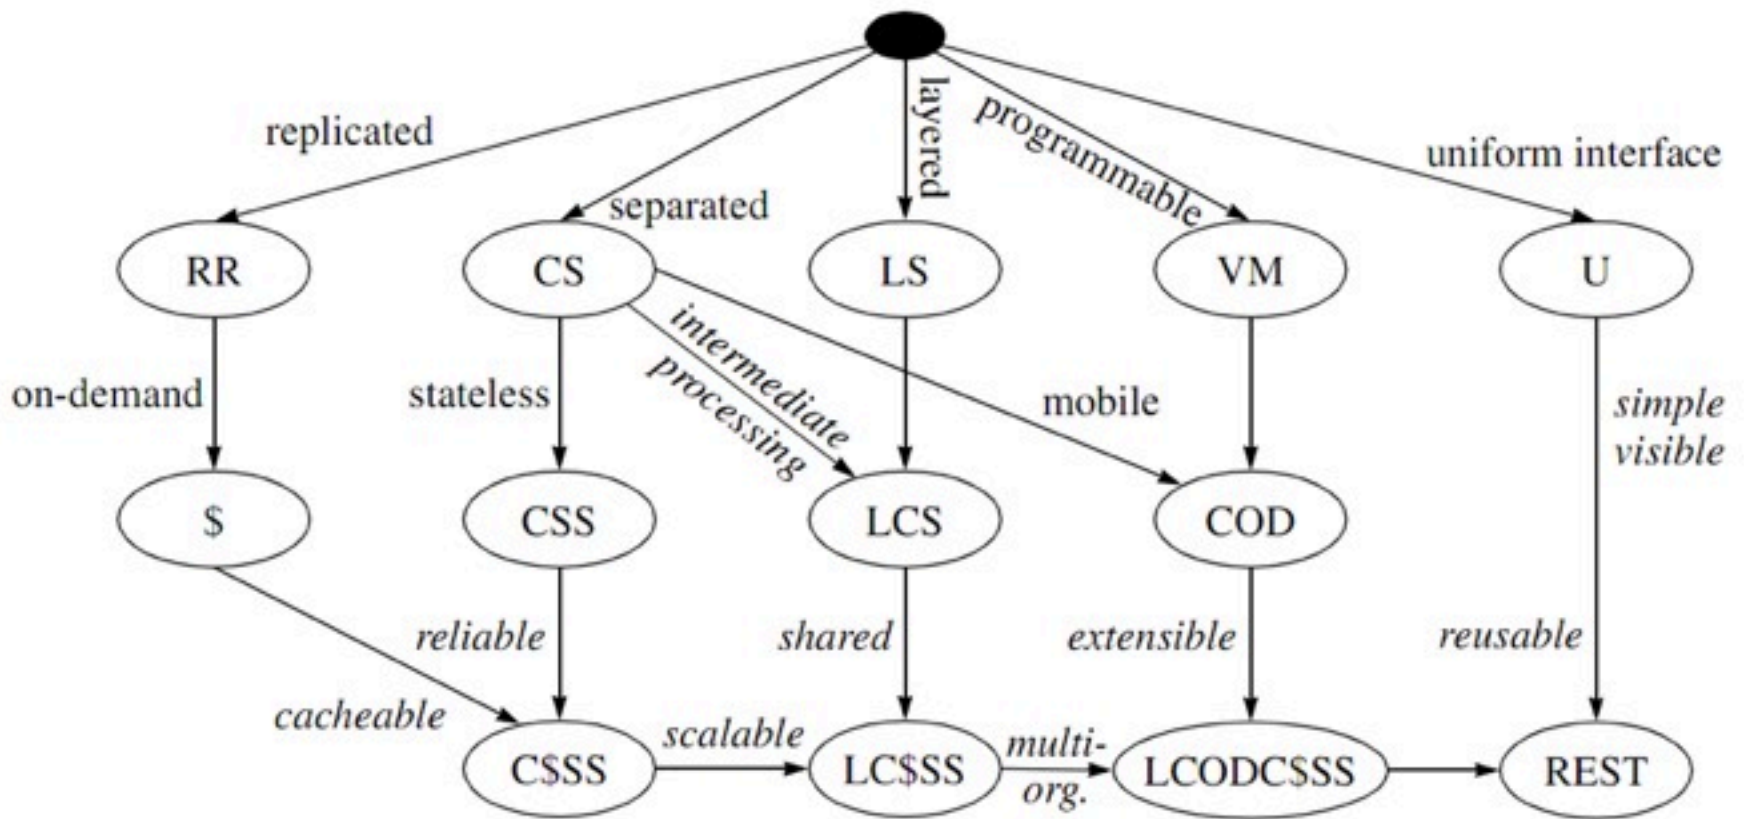 layered
programmable
replicated
uniform interface
separated
RR
CS
LS
VM
U
intermediate
processing
on-demand
stateless
mobile
simple
visible
$
CSS
LCS
COD
reliable
shared
extensible
reusable
cacheable
scalable
multi-
org.
C$SS
LC$SS
LCODC$SS
REST